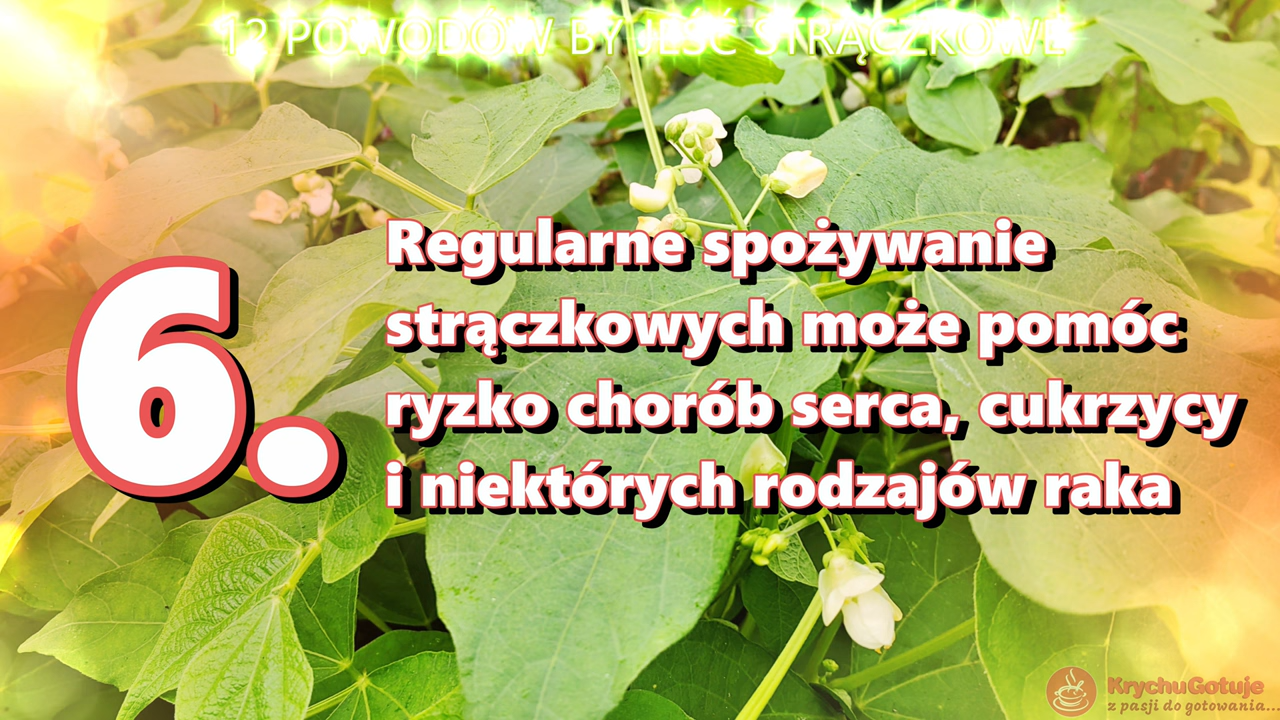 12 POWODÓW BY JEŚĆ STRĄCZKOWE
6.
Regularne spożywanie
strączkowych może pomóc
ryzko chorób serca, cukrzycy
i niektórych rodzajów raka
KrychuGotuje
z pasji do gotowania...